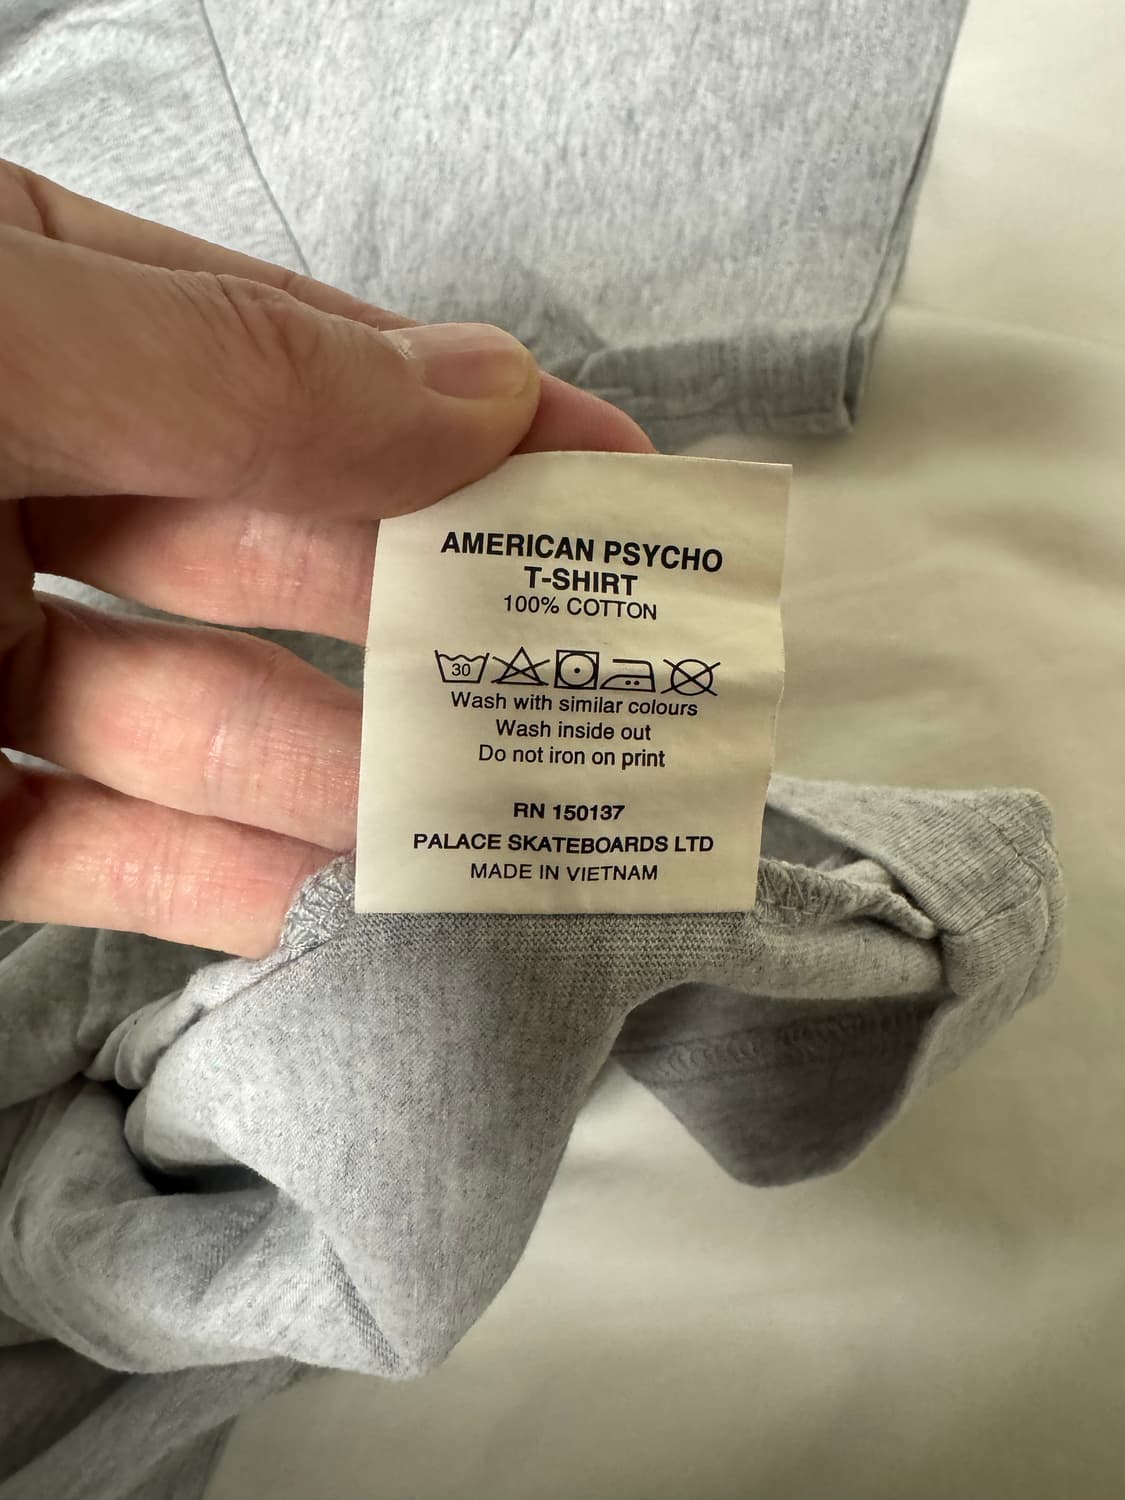 AMERICAN PSYCHO
T-SHIRT
100% COTTON
30
Wash with similar colours
Wash inside out
Do not iron on print
RN 150137
PALACE SKATEBOARDS LTD
MADE IN VIETNAM